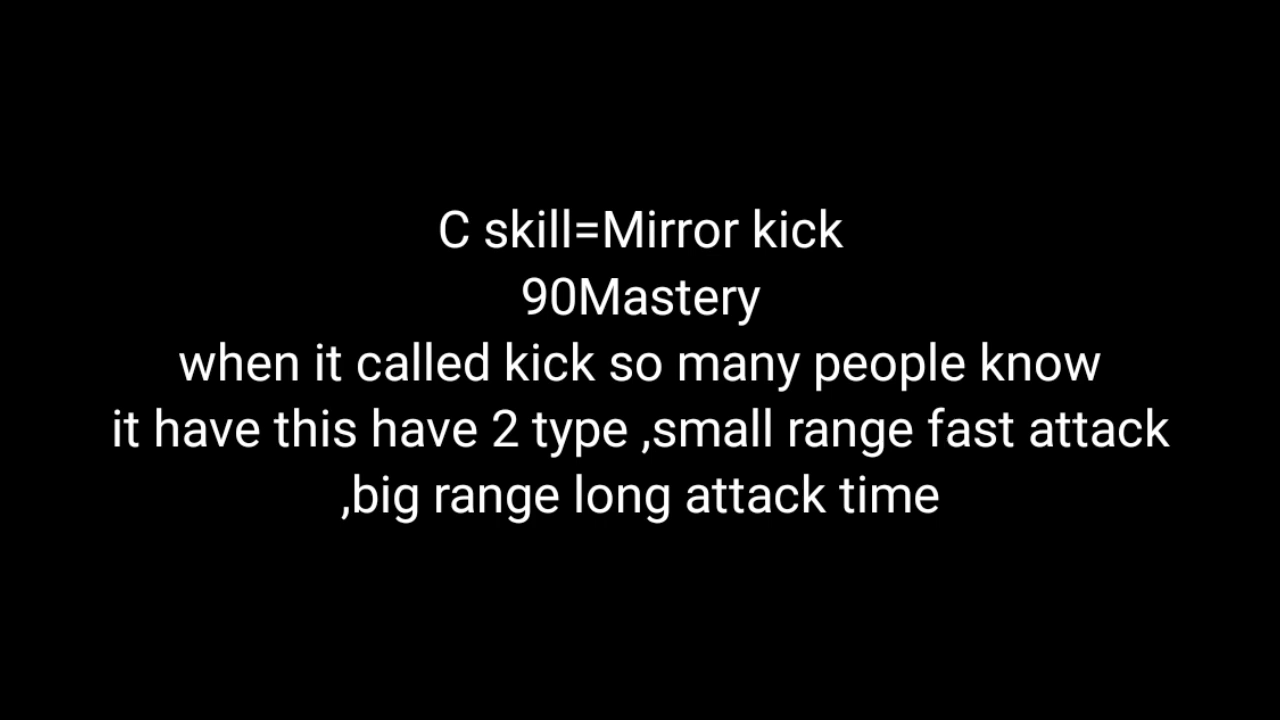 C skill=Mirror kick
90Mastery
when it called kick so many people know
it have this have 2 type ,small range fast attack
,big range long attack time